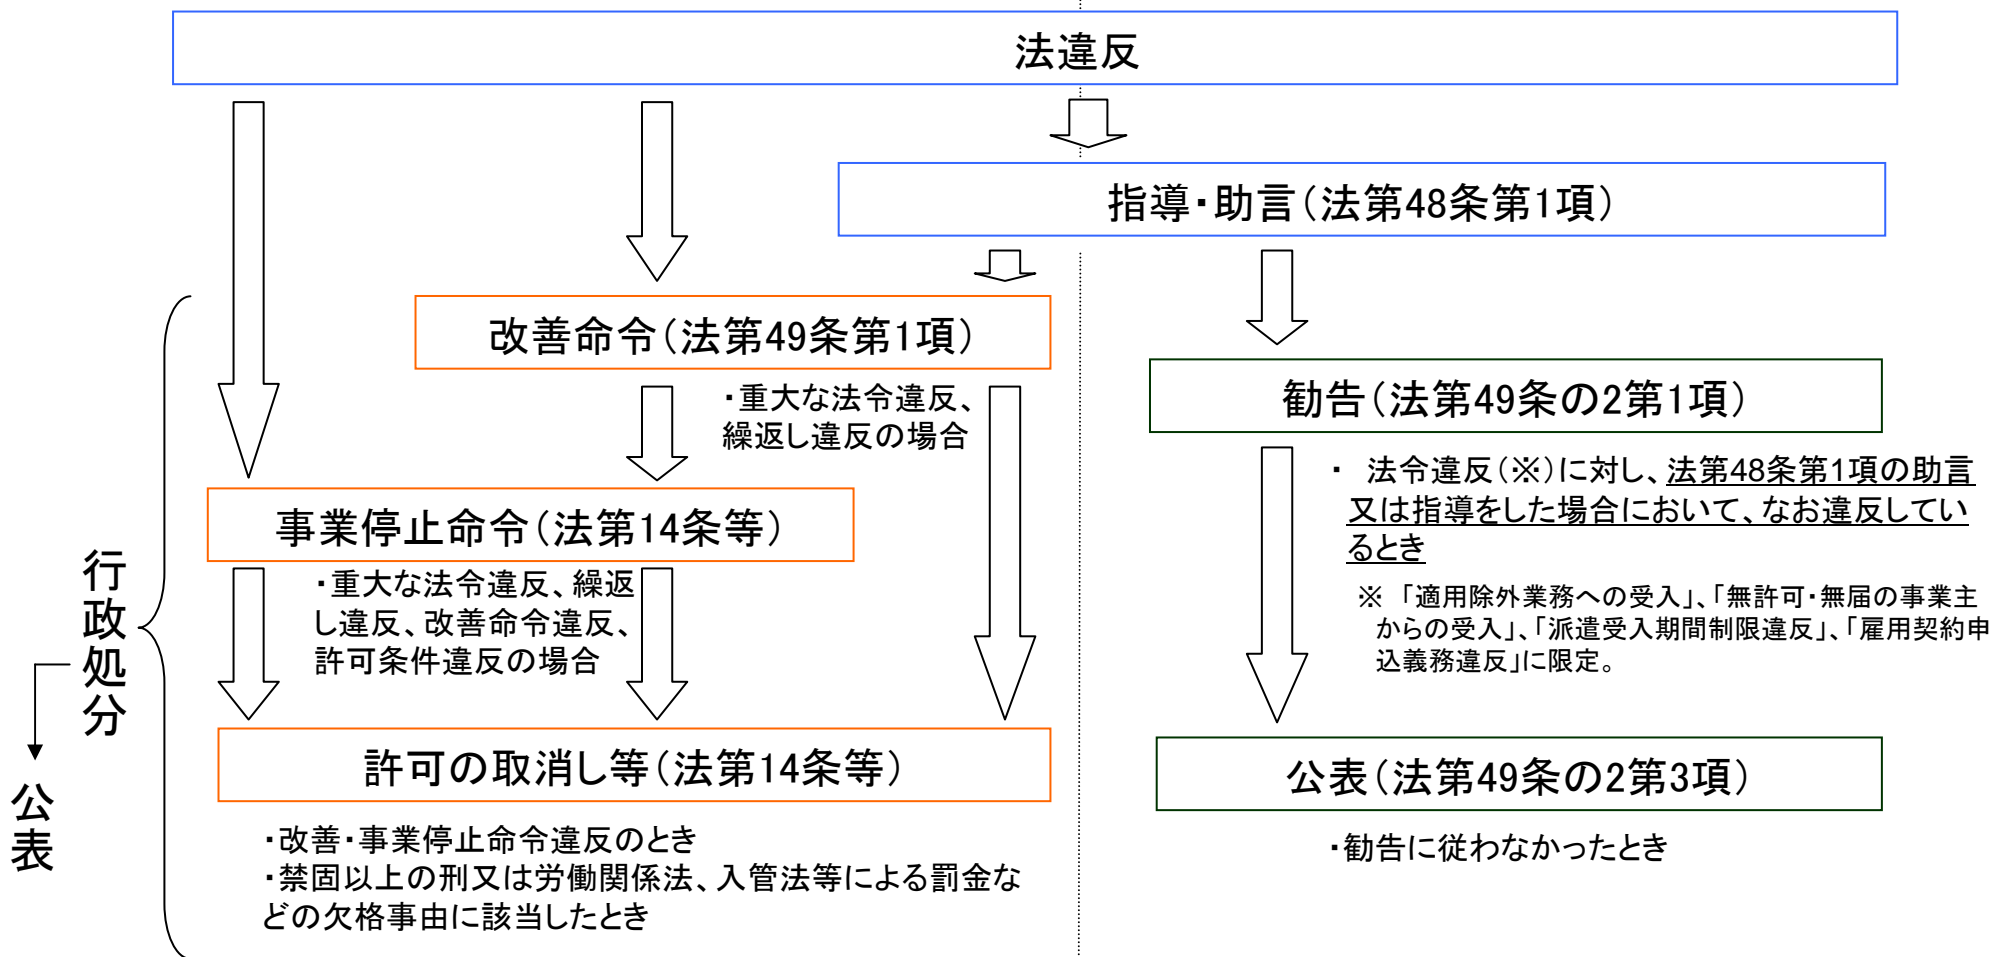 法違反
指導・助言（法第48条第1項）
改善命令（法第49条第1項）
・重大な法令違反、
繰返し違反の場合
事業停止命令（法第14条等）
・重大な法令違反、繰返
し違反、改善命令違反、
許可条件違反の場合
許可の取消し等（法第14条等）
・改善・事業停止命令違反のとき
・禁固以上の刑又は労働関係法、入管法等による罰金な
どの欠格事由に該当したとき
行政処分
公表
勧告（法第49条の2第1項）
・ 法令違反（※）に対し、法第48条第1項の助言
又は指導をした場合において、なお違反してい
るとき
※ 「適用除外業務への受入」、「無許可・無届の事業主
からの受入」、「派遣受入期間制限違反」、「雇用契約申
込義務違反」に限定。
公表（法第49条の2第3項）
・勧告に従わなかったとき